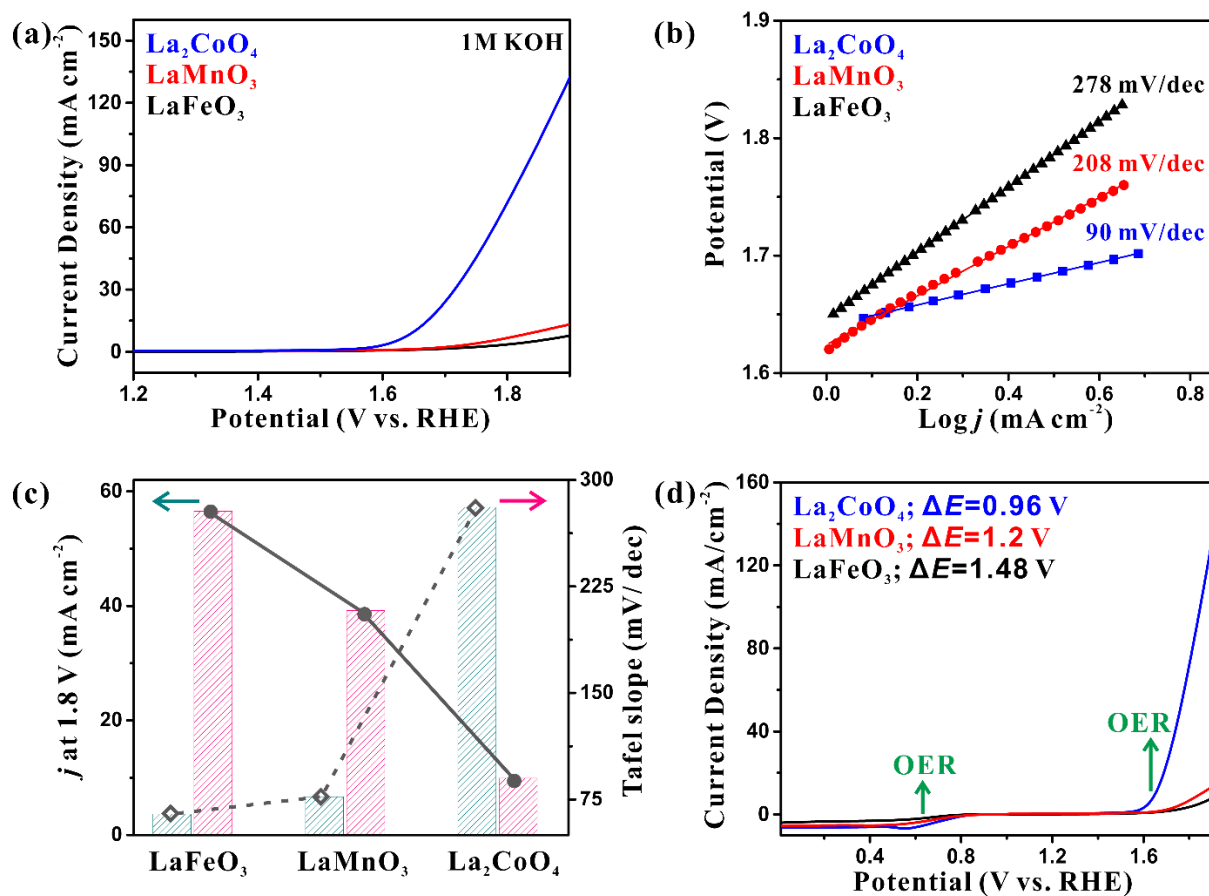 (a)
La₂CoO₄
LaMnO₃
LaFeO₃
1M KOH
150
120
90
60
30
0
Current Density (mA cm⁻²)
1.2
1.4
1.6
1.8
Potential (V vs. RHE)
(b)
La₂CoO₄
LaMnO₃
LaFeO₃
278 mV/dec
208 mV/dec
90 mV/dec
1.9
1.8
1.7
1.6
Potential (V)
0.0
0.2
0.4
0.6
0.8
Log j (mA cm⁻²)
(c)
60
40
20
0
j at 1.8 V (mA cm⁻²)
300
225
150
75
Tafel slope (mV/ dec)
LaFeO₃
LaMnO₃
La₂CoO₄
(d)
La₂CoO₄; ΔE=0.96 V
LaMnO₃; ΔE=1.2 V
LaFeO₃; ΔE=1.48 V
OER
OER
160
120
80
40
0
Current Density (mA/cm⁻²)
0.4
0.8
1.2
1.6
Potential (V vs. RHE)